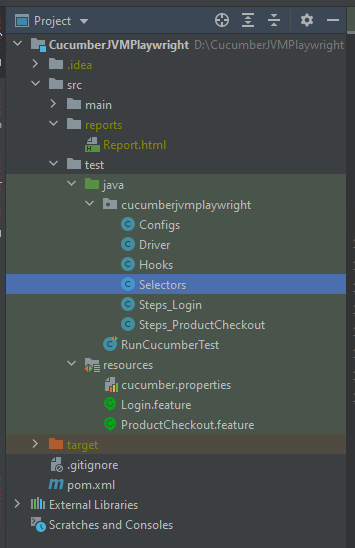 Project
CucumberJVMPlaywright D:\CucumberJVMPlaywright
.idea
src
main
reports
Report.html
test
java
cucumberjvmplaywright
Configs
Driver
Hooks
Selectors
Steps_Login
Steps_ProductCheckout
RunCucumberTest
resources
cucumber.properties
Login.feature
ProductCheckout.feature
target
.gitignore
pom.xml
External Libraries
Scratches and Consoles